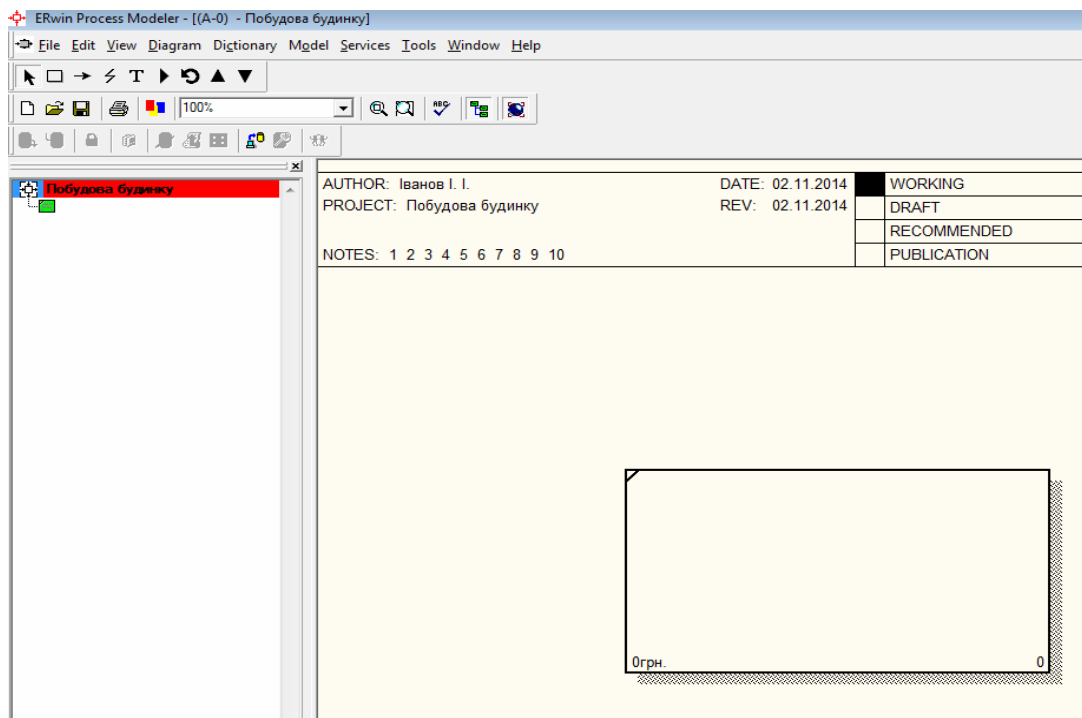 ERwin Process Modeler - [(A-0) - Побудова будинку]
File Edit View Diagram Dictionary Model Services Tools Window Help
T
100%
ABC
Побудова будинку
AUTHOR: Іванов І. І. DATE: 02.11.2014 WORKING
PROJECT: Побудова будинку REV: 02.11.2014 DRAFT
RECOMMENDED
NOTES: 1 2 3 4 5 6 7 8 9 10 PUBLICATION
0грн. 0